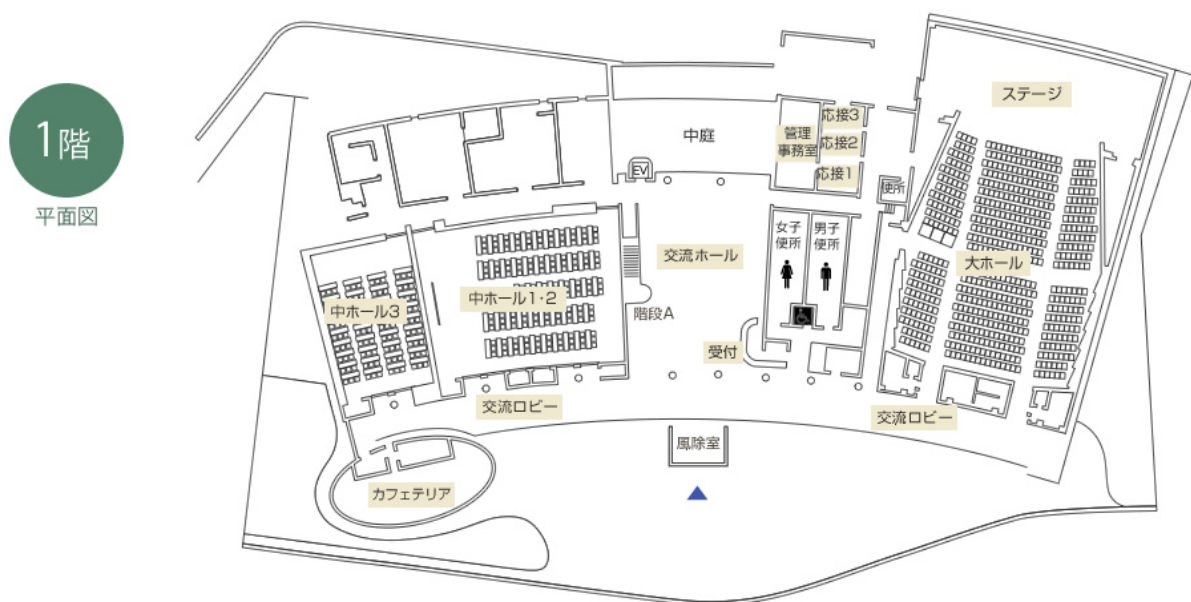 1階
平面図
ステージ
応接3
中庭
管理
事務室
応接2
EV
応接1
便所
女子
便所
男子
便所
交流ホール
大ホール
中ホール1・2
中ホール3
階段A
受付
交流ロビー
交流ロビー
風除室
カフェテリア